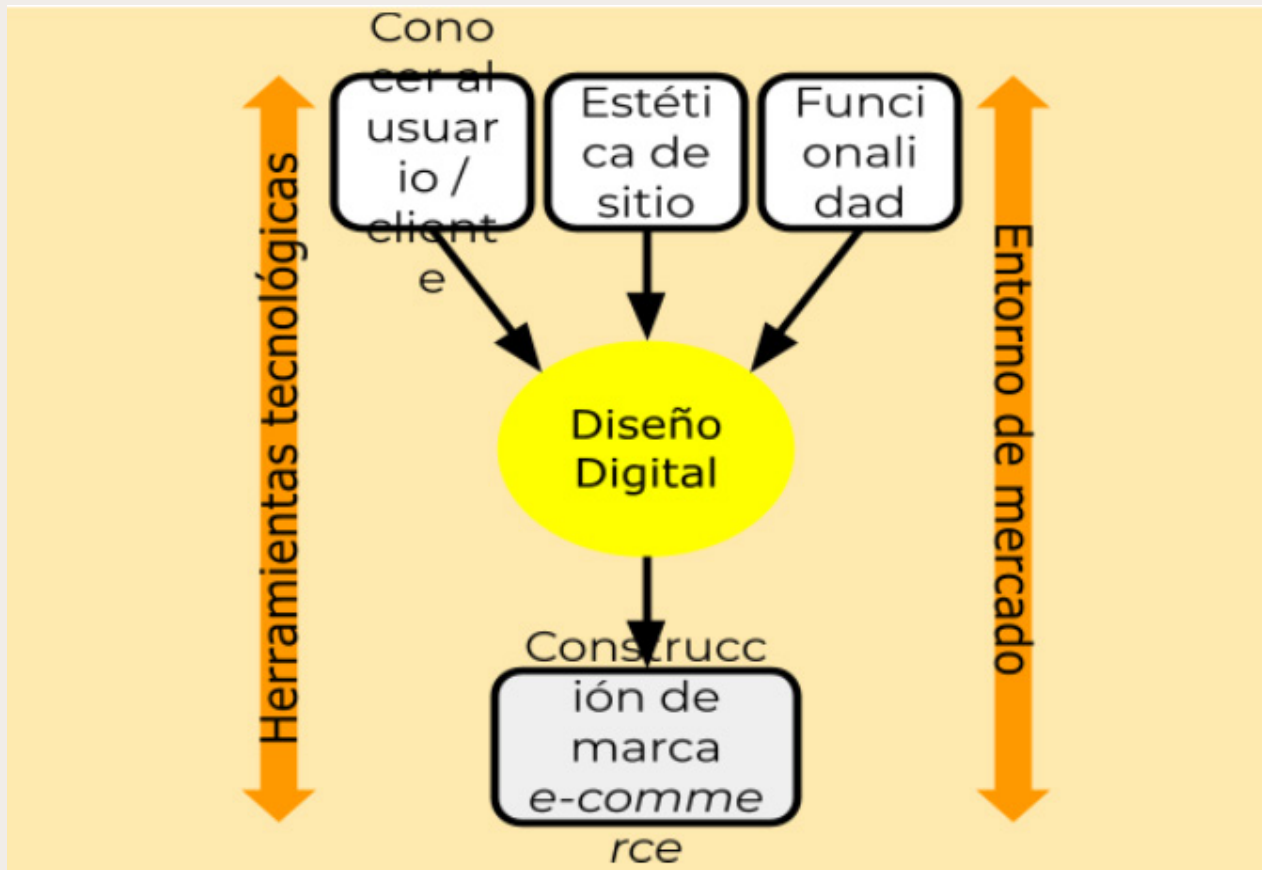 Cono
cer al
usuar
io /
client
e
Estéti
ca de
sitio
Funci
onali
dad
Herramientas tecnológicas
Entorno de mercado
Diseño
Digital
Construcc
ión de
marca
e-comme
rce